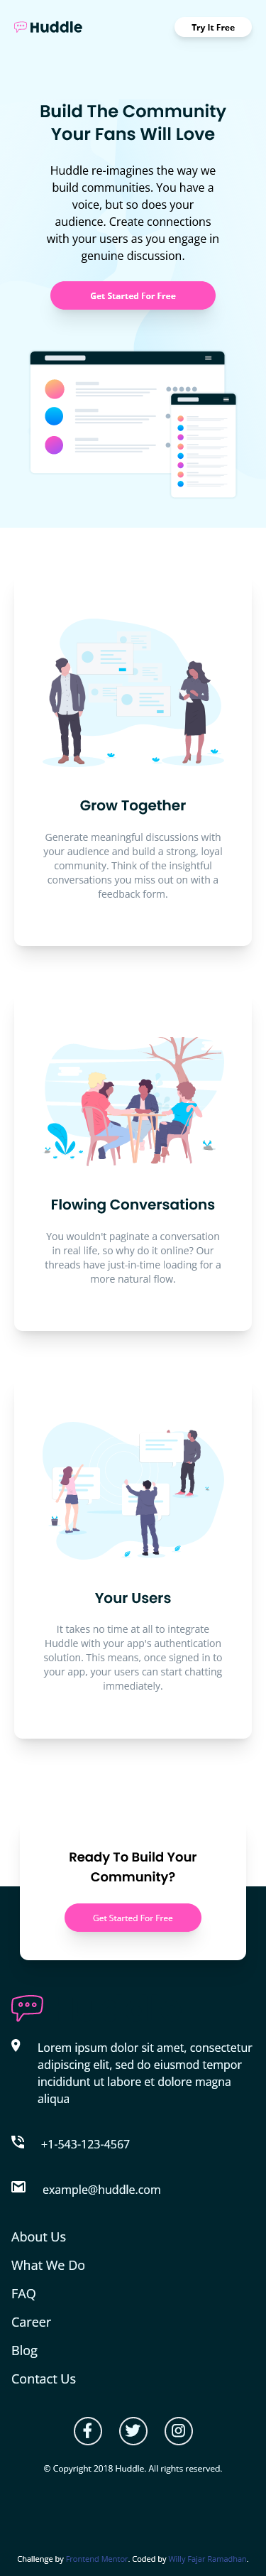 Huddle
Try It Free
Build The Community
Your Fans Will Love
Huddle re-imagines the way we
build communities. You have a
voice, but so does your
audience. Create connections
with your users as you engage in
genuine discussion.
Get Started For Free
Grow Together
Generate meaningful discussions with
your audience and build a strong, loyal
community. Think of the insightful
conversations you miss out on with a
feedback form.
Flowing Conversations
You wouldn't paginate a conversation
in real life, so why do it online? Our
threads have just-in-time loading for a
more natural flow.
Your Users
It takes no time at all to integrate
Huddle with your app's authentication
solution. This means, once signed in to
your app, your users can start chatting
immediately.
Ready To Build Your
Community?
Get Started For Free
Lorem ipsum dolor sit amet, consectetur
adipiscing elit, sed do eiusmod tempor
incididunt ut labore et dolore magna
aliqua
+1-543-123-4567
example@huddle.com
About Us
What We Do
FAQ
Career
Blog
Contact Us
© Copyright 2018 Huddle. All rights reserved.
Challenge by Frontend Mentor. Coded by Willy Fajar Ramadhan.